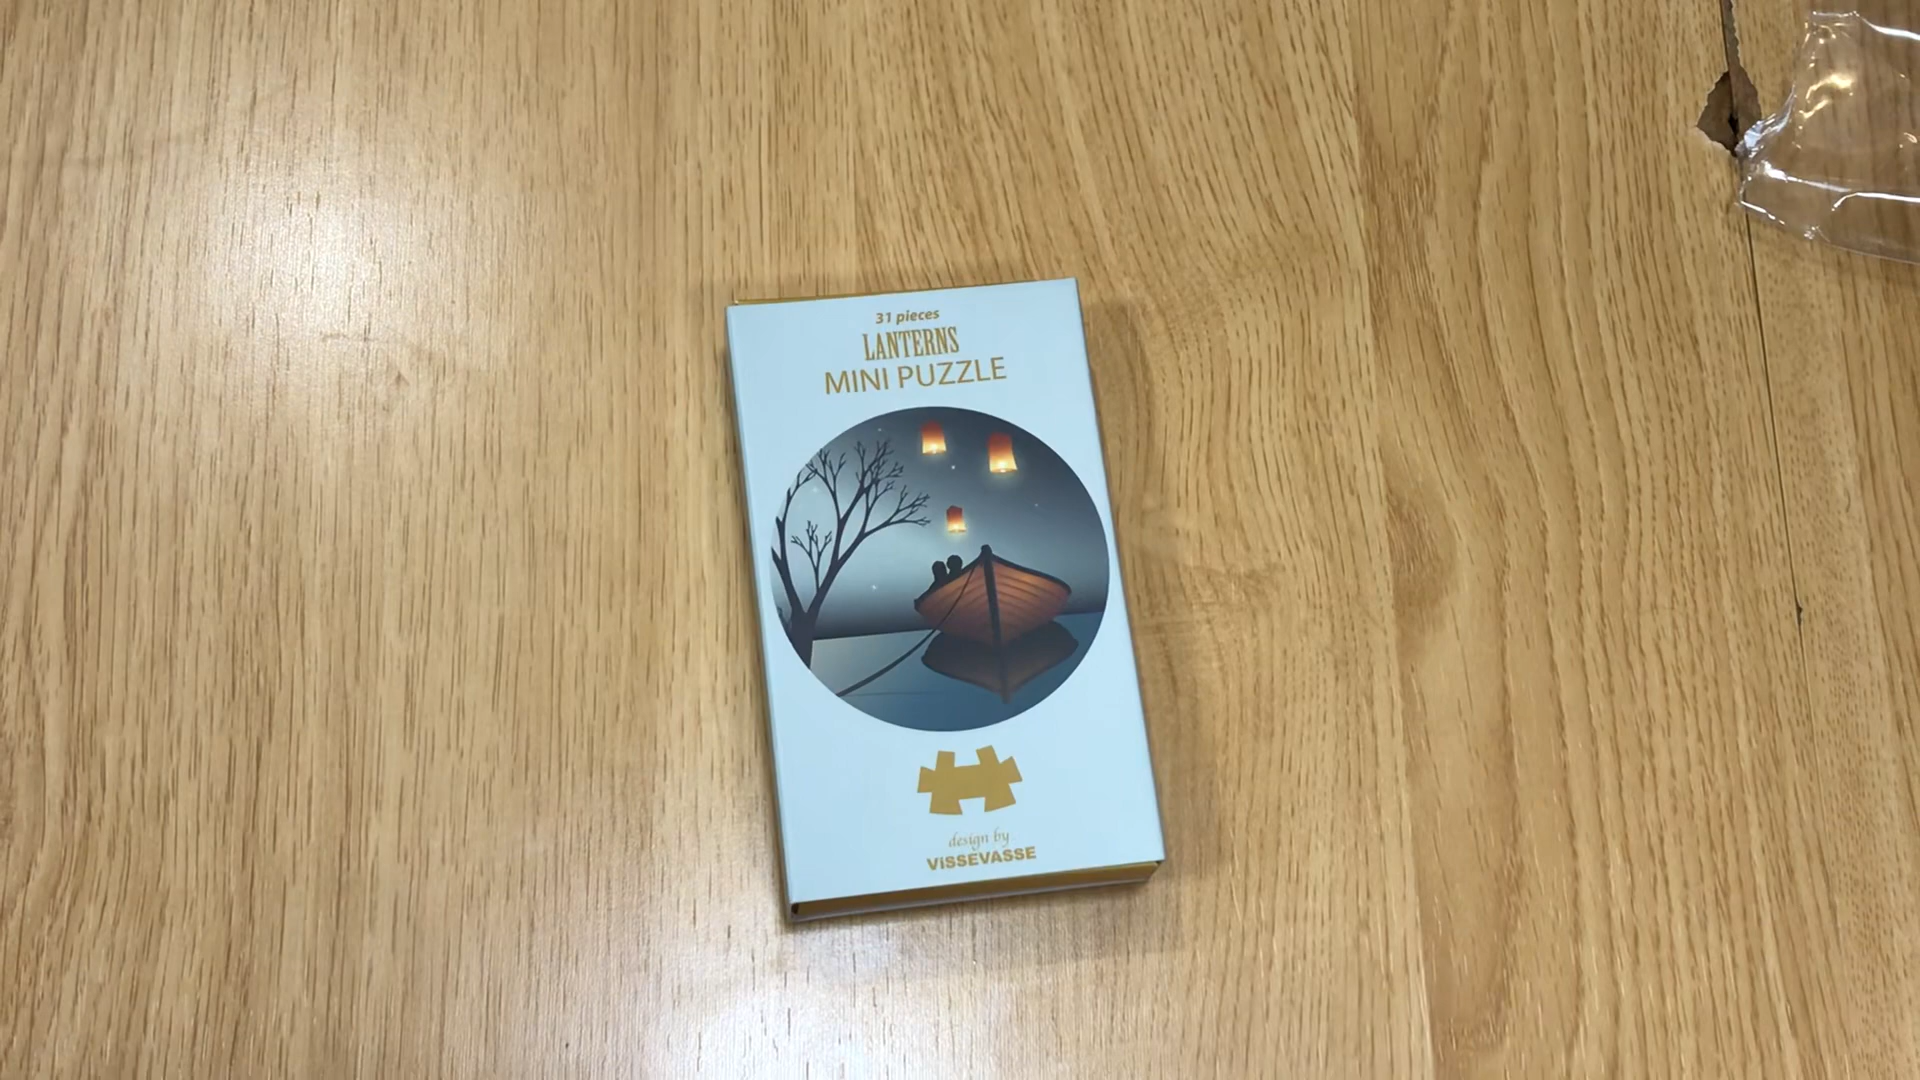 31 pieces
LANTERNS
MINI PUZZLE
design by
ViSSEVASSE